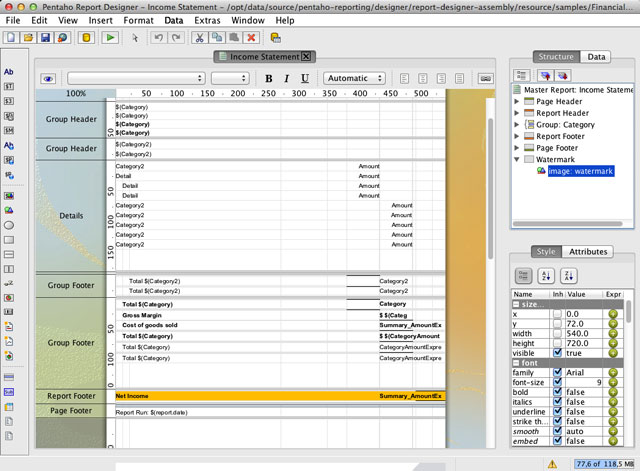 Pentaho Report Designer – Income Statement – /opt/data/source/pentaho-reporting/designer/report-designer-assembly/resource/samples/Financial...
File Edit View Insert Format Data Extras Window Help
Income Statement
Structure Data
B I U Automatic
100% 50 100 150 200 250 300 350 400 450 500
Master Report: Income Stateme
Page Header
Report Header
Group: Category
Report Footer
Page Footer
Watermark
image: watermark
Group Header
$(Category)
$(Category)
$(Category)
$(Category)
Group Header
$(Category2)
$(Category2)
Details
Category2 Amount
Detail Amount
Detail Amount
Detail Amount
Category2 Amount
Category2 Amount
Category2 Amount
Category2 Amount
Category2 Amount
Group Footer
Total $(Category2) Category2
Total $(Category2) Category2
Group Footer
Total $(Category) Category
Gross Margin $ $(Categ
Cost of goods sold Summary_AmountEx
Total $(Category) $ $(CategoryAmount
Total $(Category) CategoryAmountExpre
Total $(Category) CategoryAmountExpre
Report Footer
Net Income Summary_AmountEx
Page Footer
Report Run: $(report.date)
Style Attributes
Name Inh Value Expr
size...
x 0.0
y 72.0
width 540.0
height 720.0
visible true
font
family Arial
font-size 9
bold false
italics false
underline false
strike th... false
smooth auto
embed false
77,6 of 118,5 MB